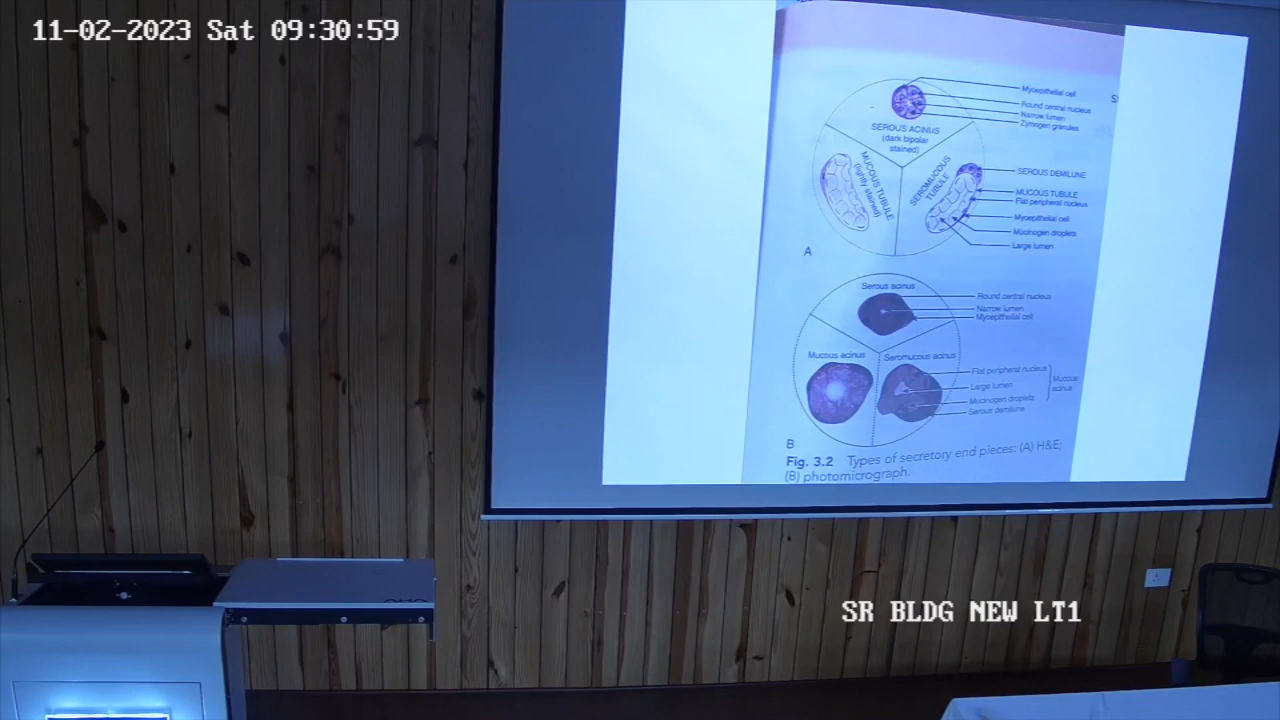 11-02-2023 Sat 09:30:59
Myoepithelial cell
Round central nucleus
Narrow lumen
Zymogen granules
SEROUS ACINUS
(dark bipolar
stained)
MUCOUS TUBULE
(lightly stained)
SEROMUCOUS
TUBULE
SEROUS DEMILUNE
MUCOUS TUBULE
Flat peripheral nucleus
Myoepithelial cell
Mucinogen droplets
Large lumen
A
Serous acinus
Round central nucleus
Narrow lumen
Myoepithelial cell
Mucous acinus
Seromucous acinus
Flat peripheral nucleus
Large lumen
Mucinogen droplets
Serous demilune
Mucous
acinus
B
Fig. 3.2 Types of secretory end pieces: (A) H&E;
(B) photomicrograph.
SR BLDG NEW LT1